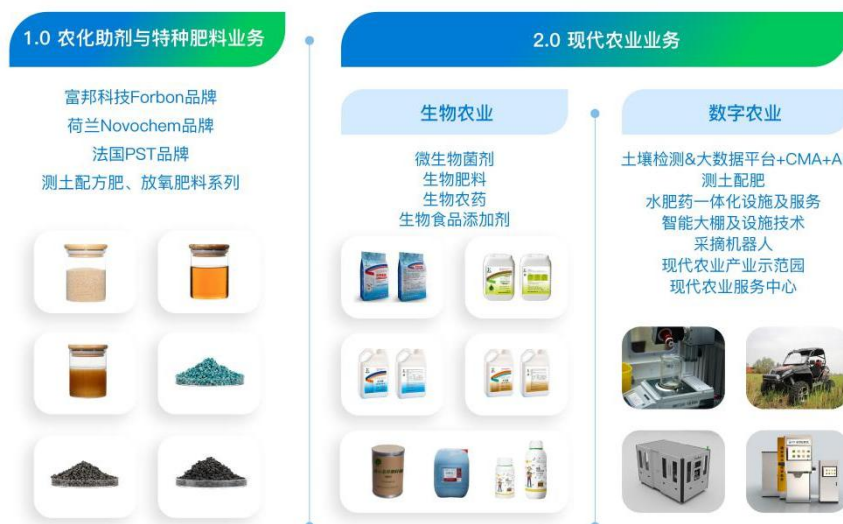 1.0 农化助剂与特种肥料业务
富邦科技Forbon品牌
荷兰Novochem品牌
法国PST品牌
测土配方肥、放氧肥料系列
2.0 现代农业业务
生物农业
微生物菌剂
生物肥料
生物农药
生物食品添加剂
数字农业
土壤检测&大数据平台+CMA+A
测土配肥
水肥药一体化设施及服务
智能大棚及设施技术
采摘机器人
现代农业产业示范园
现代农业服务中心